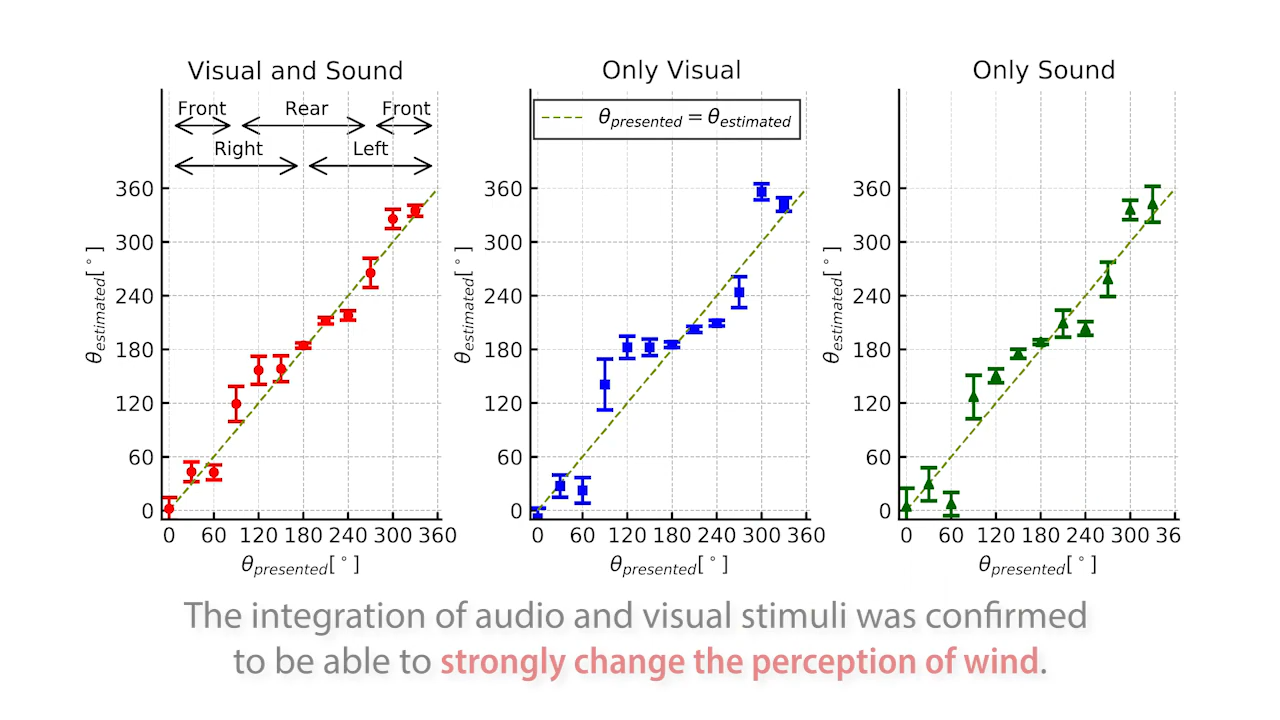 Visual and Sound
Only Visual
Only Sound
Front Rear Front
Right Left
θpresented = θestimated
360
300
240
180
120
60
0
θestimated[°]
0 60 120 180 240 300 360
θpresented[°]
360
300
240
180
120
60
0
θestimated[°]
0 60 120 180 240 300 360
θpresented[°]
360
300
240
180
120
60
0
θestimated[°]
0 60 120 180 240 300 36
θpresented[°]
The integration of audio and visual stimuli was confirmed
to be able to strongly change the perception of wind.